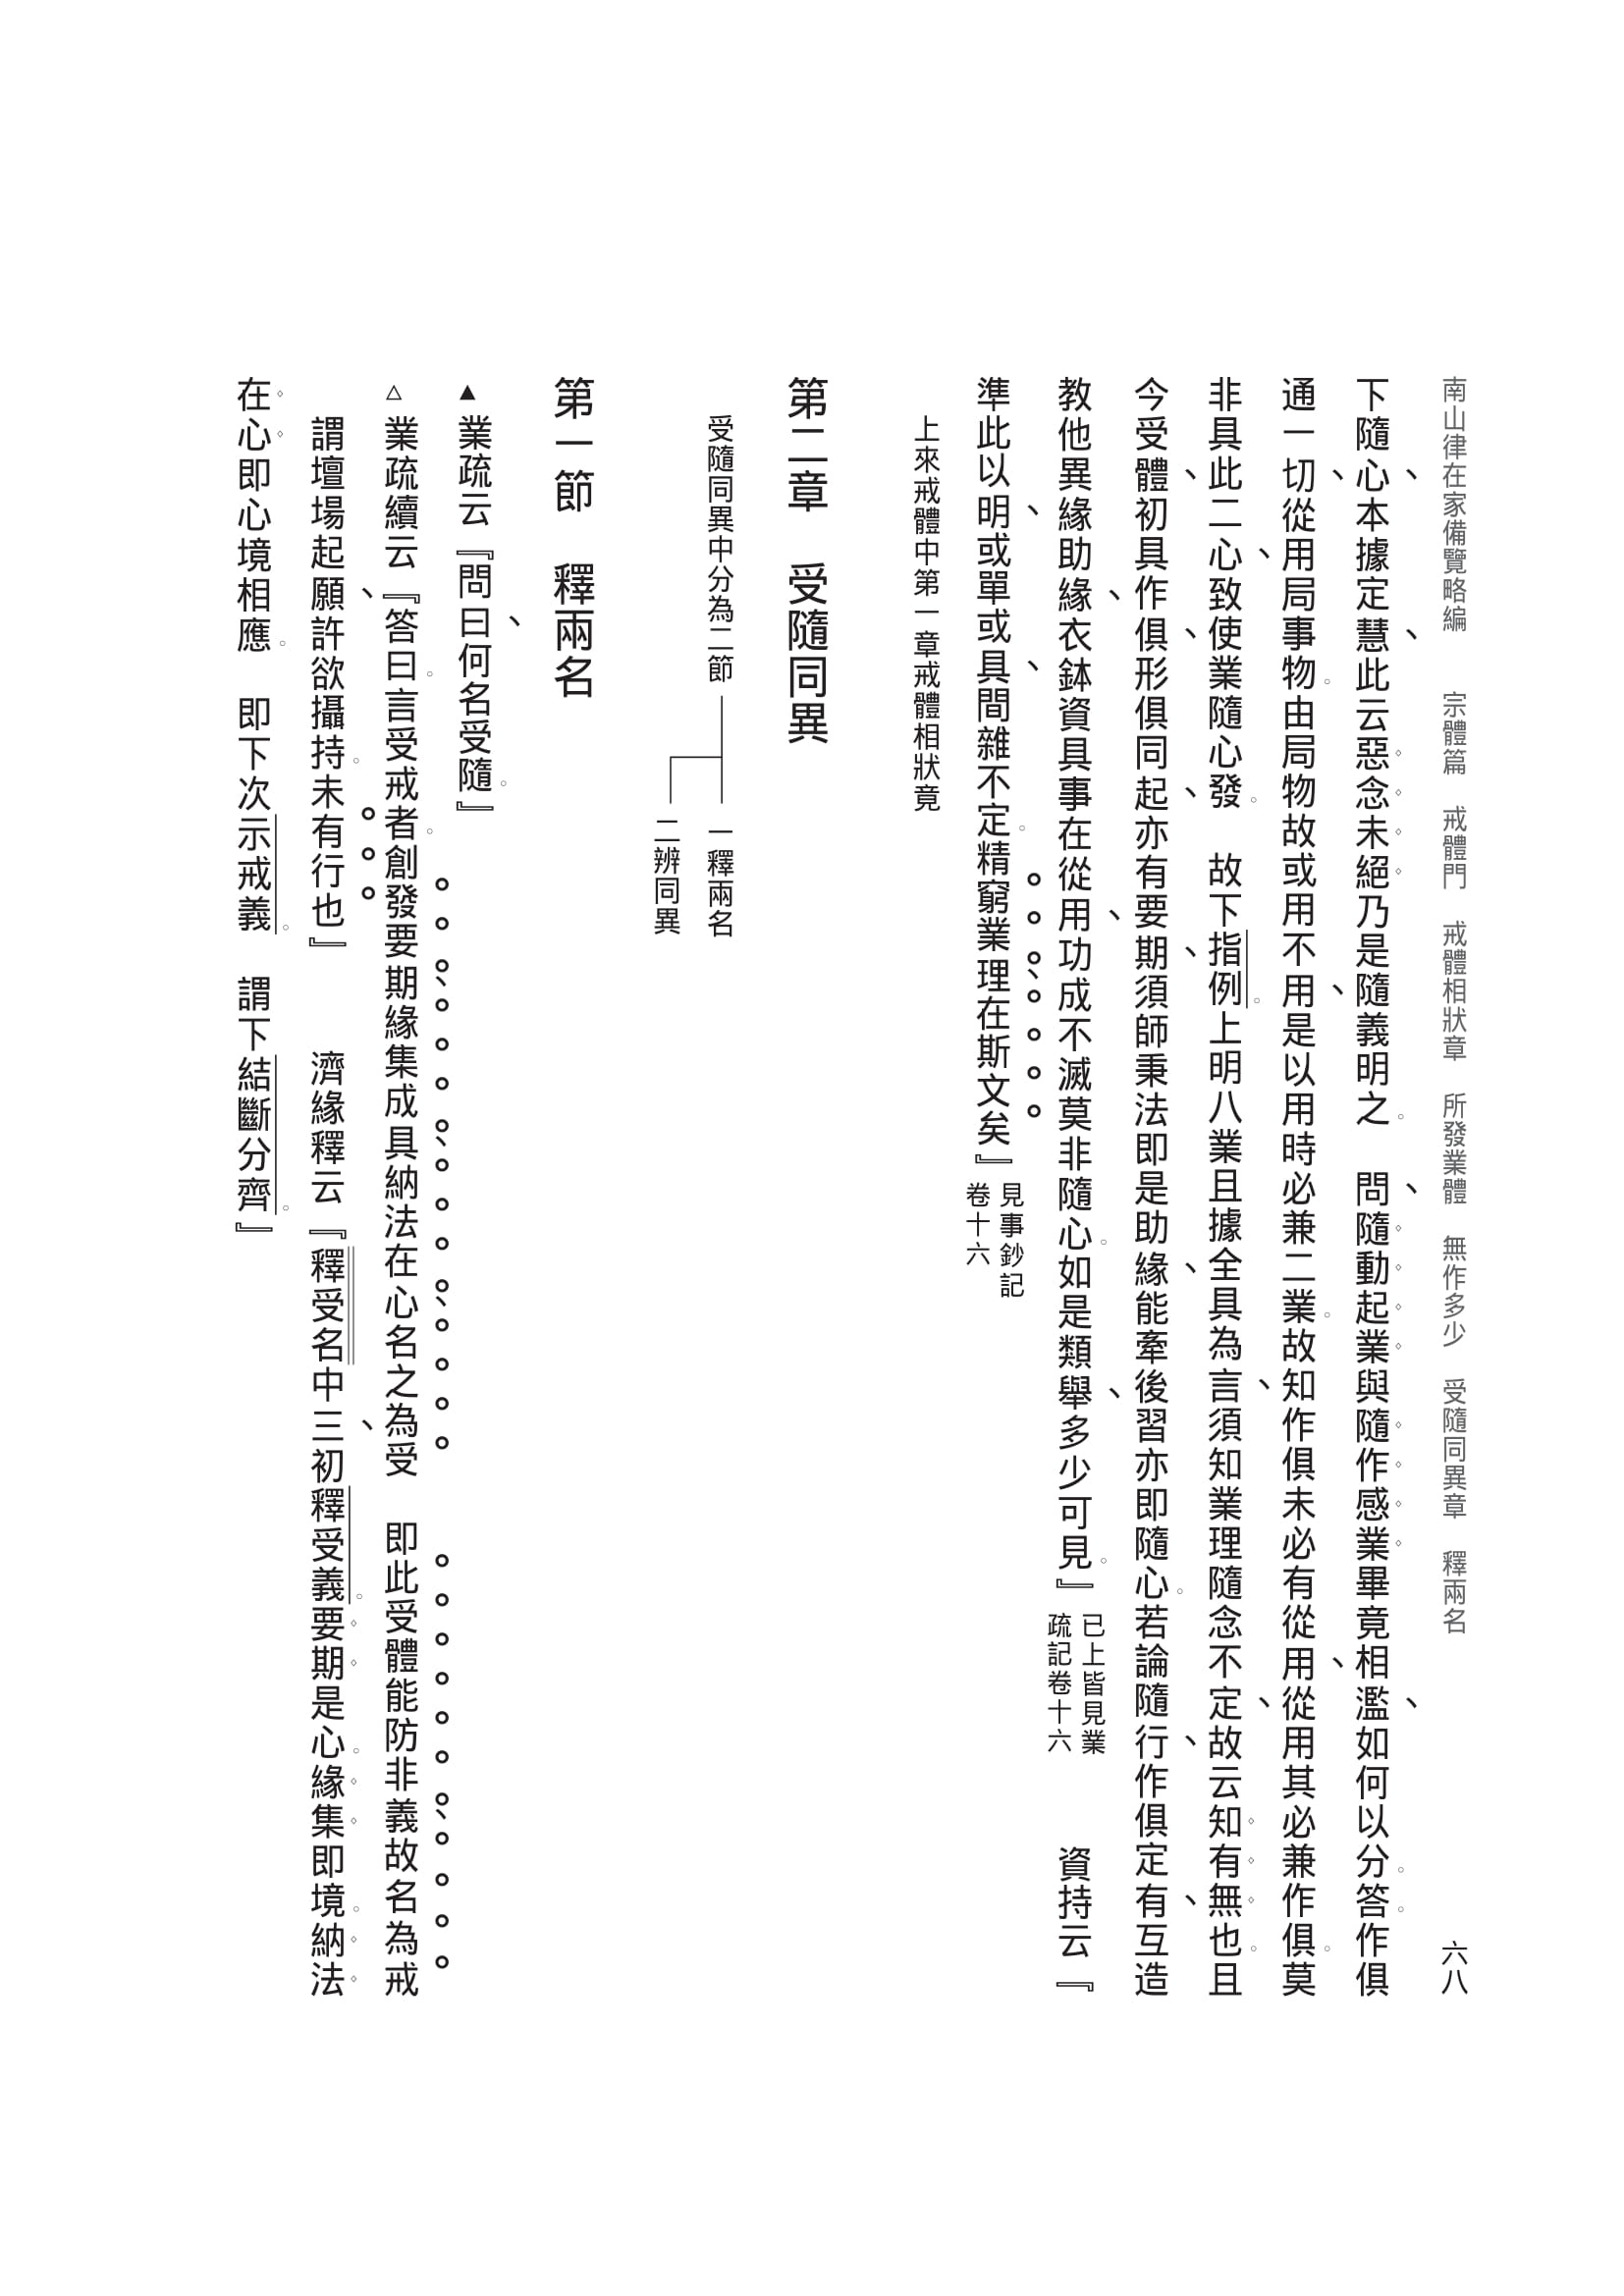 南山律在家備覽略編　宗體篇　戒體門　戒體相狀章　所發業體　無作多少　受隨同異章　釋兩名　六八
下隨心、本據定慧、此云惡念未絕乃是隨義明之。　問、隨動起業與隨作感業畢竟相濫、如何以分。答。作俱
通一切、從用局事物。由局物故或用不用、是以用時必兼二業。故知作俱未必有從用、從用其必兼作俱。莫
非具此二心、致使業隨心發。　故下指例。上明八業且據全具為言、須知業理隨念不定、故云知有無也。且
今受體、初具作俱、形俱同起、亦有要期、須師秉法即是助緣、能牽後習亦即隨心。若論隨行、作俱定有、互造
教他異緣助緣、衣鉢資具事在從用、功成不滅莫非隨心。如是類舉、多少可見。』
已上皆見業
疏記卷十六
資持云『
準此以明、或單或具、間雜不定。精窮業理在斯文矣』
見事鈔記
卷十六
上來戒體中第一章戒體相狀竟
第二章　受隨同異
受隨同異中分為二節
一釋兩名
二辨同異
第一節　釋兩名
▲業疏云『問曰、何名受隨。』
△業疏續云『答曰。言受戒者。創發要期、緣集成具、納法在心、名之為受　即此受體能防非義、故名為戒
謂壇場起願、許欲攝持。未有行也』　濟緣釋云『釋受名中三、初釋受義。要期是心。緣集即境。納法
在心即心境相應。　即下次示戒義。　謂下結斷分齊。』